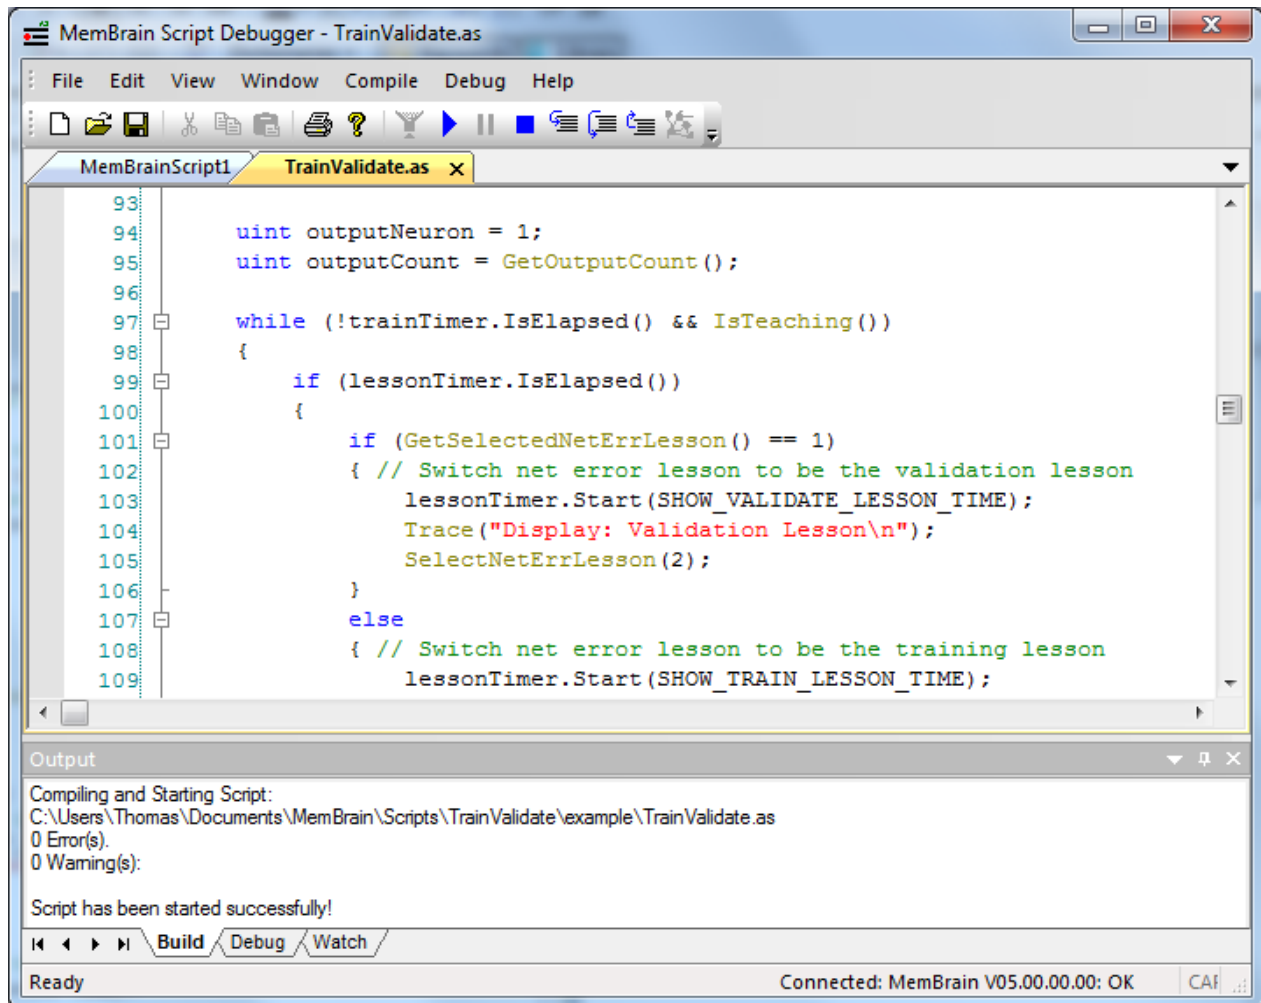 MemBrain Script Debugger - TrainValidate.as
File Edit View Window Compile Debug Help
MemBrainScript1 TrainValidate.as
93
94 uint outputNeuron = 1;
95 uint outputCount = GetOutputCount();
96
97 while (!trainTimer.IsElapsed() && IsTeaching())
98 {
99 if (lessonTimer.IsElapsed())
100 {
101 if (GetSelectedNetErrLesson() == 1)
102 { // Switch net error lesson to be the validation lesson
103 lessonTimer.Start(SHOW_VALIDATE_LESSON_TIME);
104 Trace("Display: Validation Lesson\n");
105 SelectNetErrLesson(2);
106 }
107 else
108 { // Switch net error lesson to be the training lesson
109 lessonTimer.Start(SHOW_TRAIN_LESSON_TIME);
Output
Compiling and Starting Script:
C:\Users\Thomas\Documents\MemBrain\Scripts\TrainValidate\example\TrainValidate.as
0 Error(s).
0 Warning(s):
Script has been started successfully!
Build Debug Watch
Ready Connected: MemBrain V05.00.00.00: OK